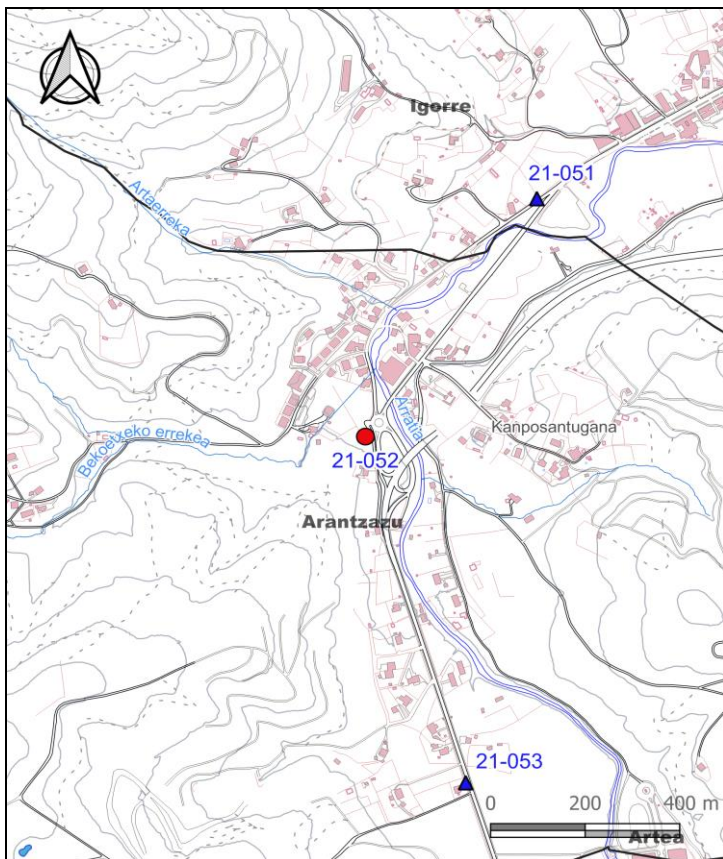 Igorre
21-051
Artaerreka
Arratia
Kanposantugana
Bekoetxeko errekea
21-052
Arantzazu
21-053
0 200 400 m
Artea